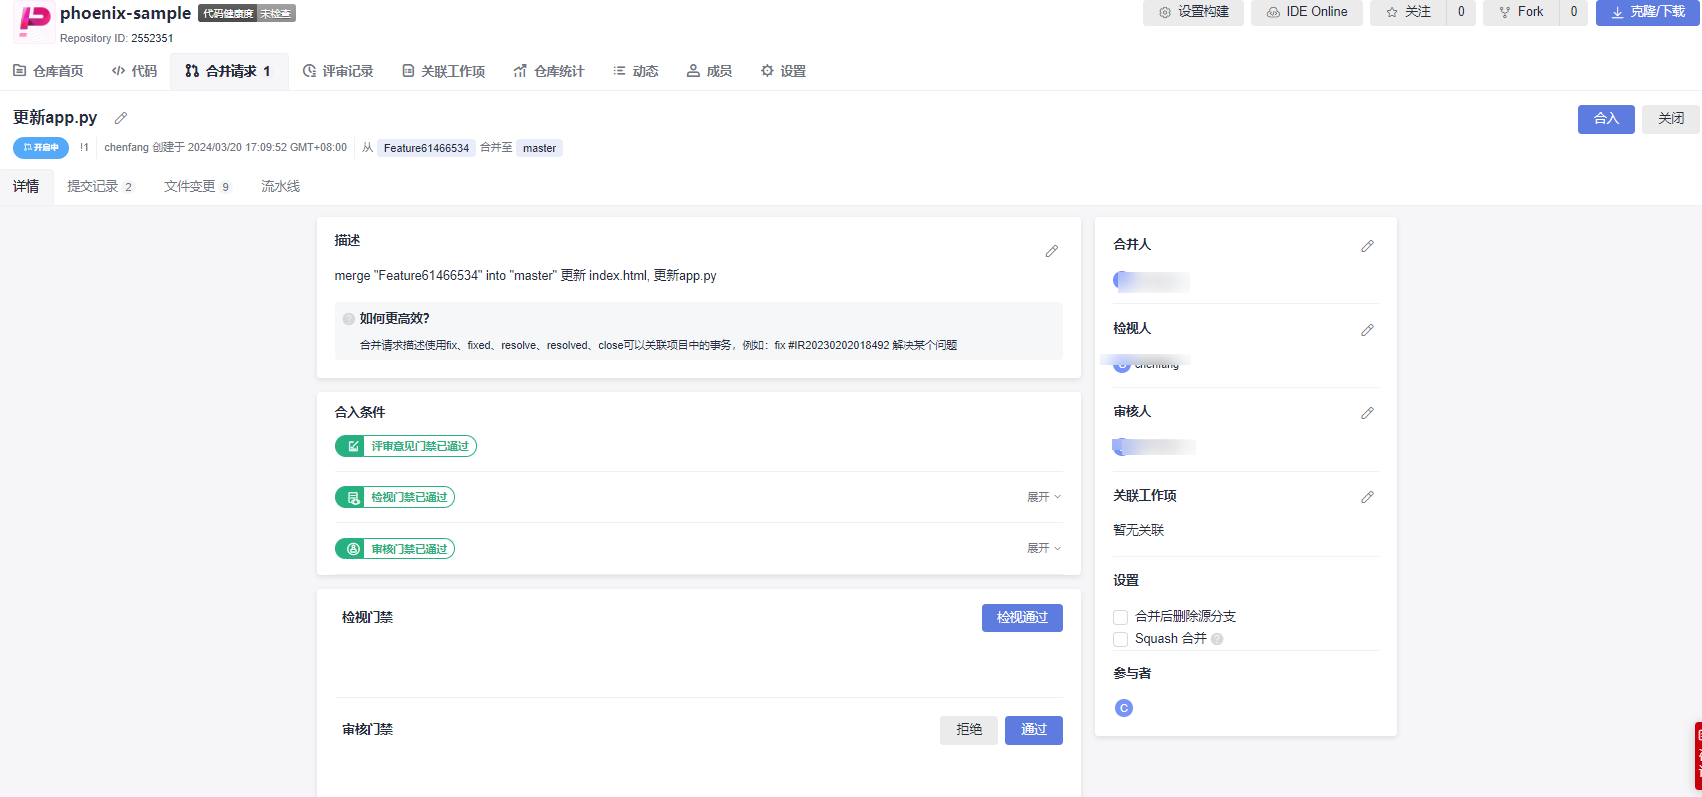 phoenix-sample 代码健康度 未检查
Repository ID: 2552351
设置构建 IDE Online 关注 0 Fork 0 克隆/下载
仓库首页 代码 合并请求 1 评审记录 关联工作项 仓库统计 动态 成员 设置
更新app.py
合入 关闭
开启中 !1 chenfang 创建于 2024/03/20 17:09:52 GMT+08:00 从 Feature61466534 合并至 master
详情 提交记录 2 文件变更 9 流水线
描述
merge "Feature61466534" into "master" 更新 index.html, 更新app.py
如何更高效?
合并请求描述使用fix、fixed、resolve、resolved、close可以关联项目中的事务，例如：fix #IR20230202018492 解决某个问题
合入条件
评审意见门禁已通过
检视门禁已通过 展开
审核门禁已通过 展开
检视门禁 检视通过
审核门禁 拒绝 通过
合并人
检视人
chenfang
审核人
关联工作项
暂无关联
设置
合并后删除源分支
Squash 合并
参与者
C